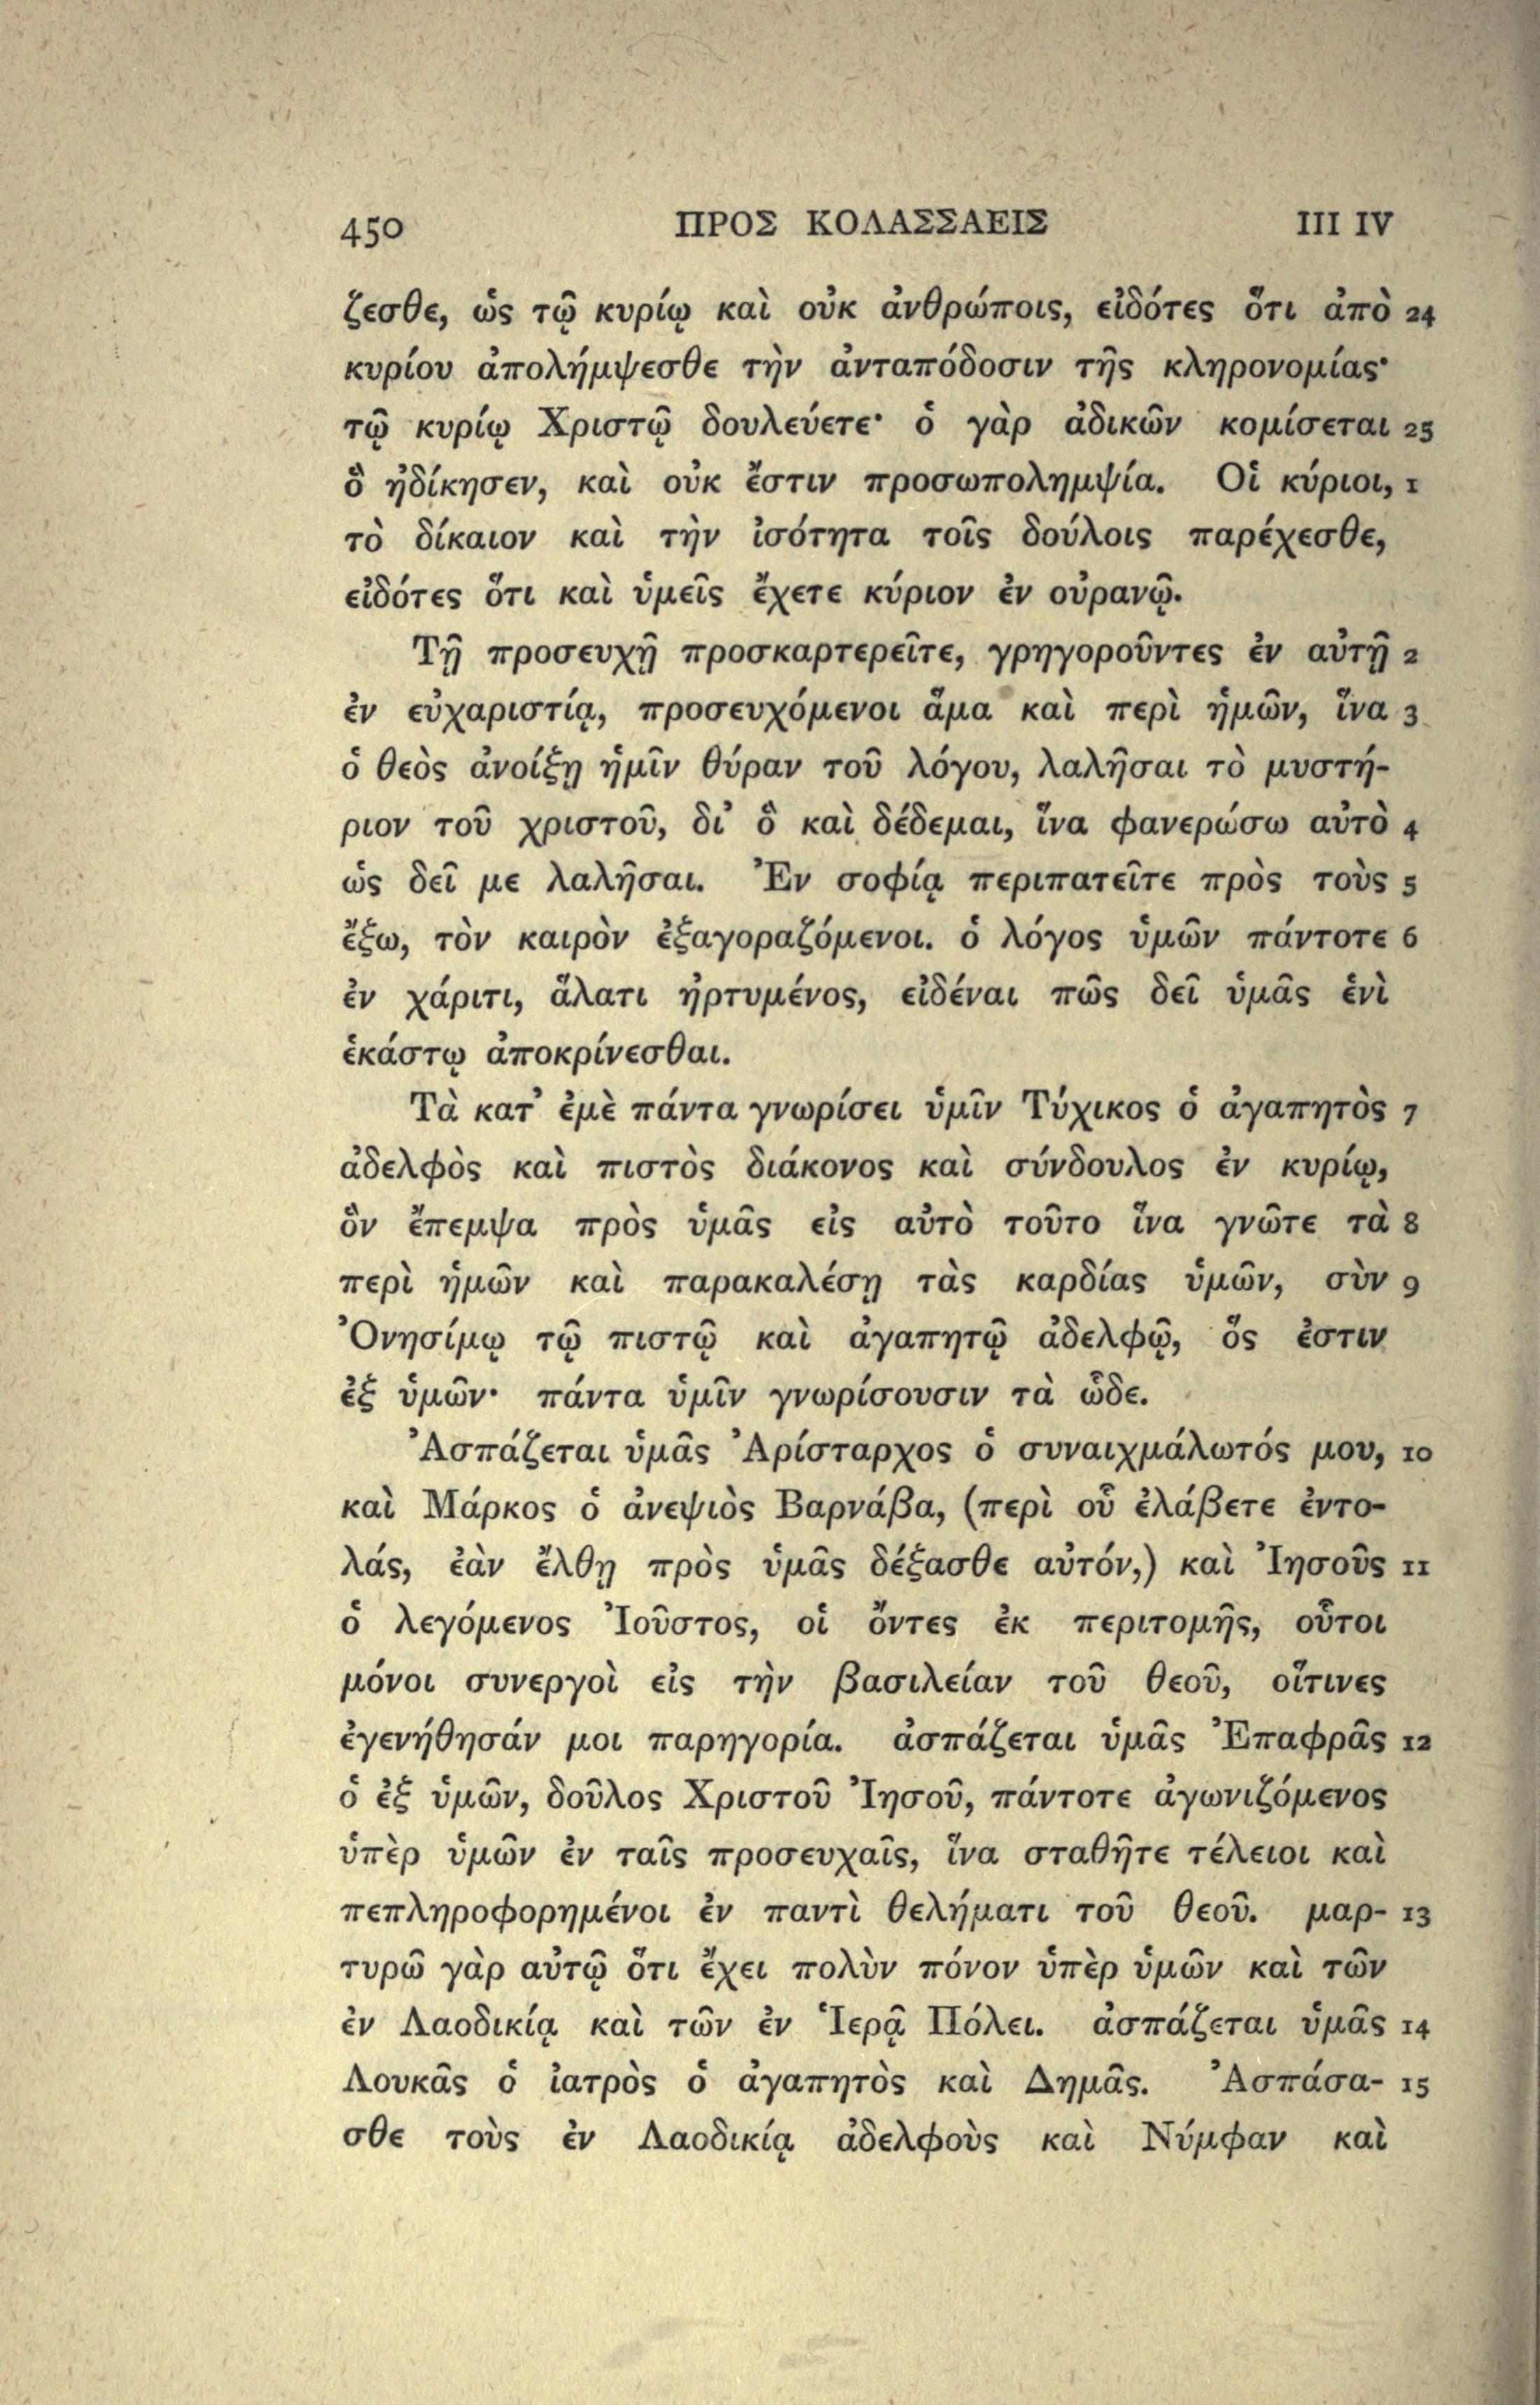 450 ΠΡΟΣ ΚΟΛΑΣΣΑΕΙΣ III IV
ζεσθε, ὡς τῷ κυρίῳ καὶ οὐκ ἀνθρώποις, εἰδότες ὅτι ἀπὸ 24
κυρίου ἀπολήμψεσθε τὴν ἀνταπόδοσιν τῆς κληρονομίας·
τῷ κυρίῳ Χριστῷ δουλεύετε· ὁ γὰρ ἀδικῶν κομίσεται 25
ὃ ἠδίκησεν, καὶ οὐκ ἔστιν προσωπολημψία. Οἱ κύριοι, 1
τὸ δίκαιον καὶ τὴν ἰσότητα τοῖς δούλοις παρέχεσθε,
εἰδότες ὅτι καὶ ὑμεῖς ἔχετε κύριον ἐν οὐρανῷ.
Τῇ προσευχῇ προσκαρτερεῖτε, γρηγοροῦντες ἐν αὐτῇ 2
ἐν εὐχαριστίᾳ, προσευχόμενοι ἅμα καὶ περὶ ἡμῶν, ἵνα 3
ὁ θεὸς ἀνοίξῃ ἡμῖν θύραν τοῦ λόγου, λαλῆσαι τὸ μυστή-
ριον τοῦ χριστοῦ, δι’ ὃ καὶ δέδεμαι, ἵνα φανερώσω αὐτὸ 4
ὡς δεῖ με λαλῆσαι. Ἐν σοφίᾳ περιπατεῖτε πρὸς τοὺς 5
ἔξω, τὸν καιρὸν ἐξαγοραζόμενοι. ὁ λόγος ὑμῶν πάντοτε 6
ἐν χάριτι, ἅλατι ἠρτυμένος, εἰδέναι πῶς δεῖ ὑμᾶς ἑνὶ
ἑκάστῳ ἀποκρίνεσθαι.
Τὰ κατ’ ἐμὲ πάντα γνωρίσει ὑμῖν Τύχικος ὁ ἀγαπητὸς 7
ἀδελφὸς καὶ πιστὸς διάκονος καὶ σύνδουλος ἐν κυρίῳ,
ὃν ἔπεμψα πρὸς ὑμᾶς εἰς αὐτὸ τοῦτο ἵνα γνῶτε τὰ 8
περὶ ἡμῶν καὶ παρακαλέσῃ τὰς καρδίας ὑμῶν, σὺν 9
Ὀνησίμῳ τῷ πιστῷ καὶ ἀγαπητῷ ἀδελφῷ, ὅς ἐστιν
ἐξ ὑμῶν· πάντα ὑμῖν γνωρίσουσιν τὰ ὧδε.
Ἀσπάζεται ὑμᾶς Ἀρίσταρχος ὁ συναιχμάλωτός μου, 10
καὶ Μάρκος ὁ ἀνεψιὸς Βαρνάβα, (περὶ οὗ ἐλάβετε ἐντο-
λάς, ἐὰν ἔλθῃ πρὸς ὑμᾶς δέξασθε αὐτόν,) καὶ Ἰησοῦς 11
ὁ λεγόμενος Ἰοῦστος, οἱ ὄντες ἐκ περιτομῆς, οὗτοι
μόνοι συνεργοὶ εἰς τὴν βασιλείαν τοῦ θεοῦ, οἵτινες
ἐγενήθησάν μοι παρηγορία. ἀσπάζεται ὑμᾶς Ἐπαφρᾶς 12
ὁ ἐξ ὑμῶν, δοῦλος Χριστοῦ Ἰησοῦ, πάντοτε ἀγωνιζόμενος
ὑπὲρ ὑμῶν ἐν ταῖς προσευχαῖς, ἵνα σταθῆτε τέλειοι καὶ
πεπληροφορημένοι ἐν παντὶ θελήματι τοῦ θεοῦ. μαρ- 13
τυρῶ γὰρ αὐτῷ ὅτι ἔχει πολὺν πόνον ὑπὲρ ὑμῶν καὶ τῶν
ἐν Λαοδικίᾳ καὶ τῶν ἐν Ἱερᾷ Πόλει. ἀσπάζεται ὑμᾶς 14
Λουκᾶς ὁ ἰατρὸς ὁ ἀγαπητὸς καὶ Δημᾶς. Ἀσπάσα- 15
σθε τοὺς ἐν Λαοδικίᾳ ἀδελφοὺς καὶ Νύμφαν καὶ